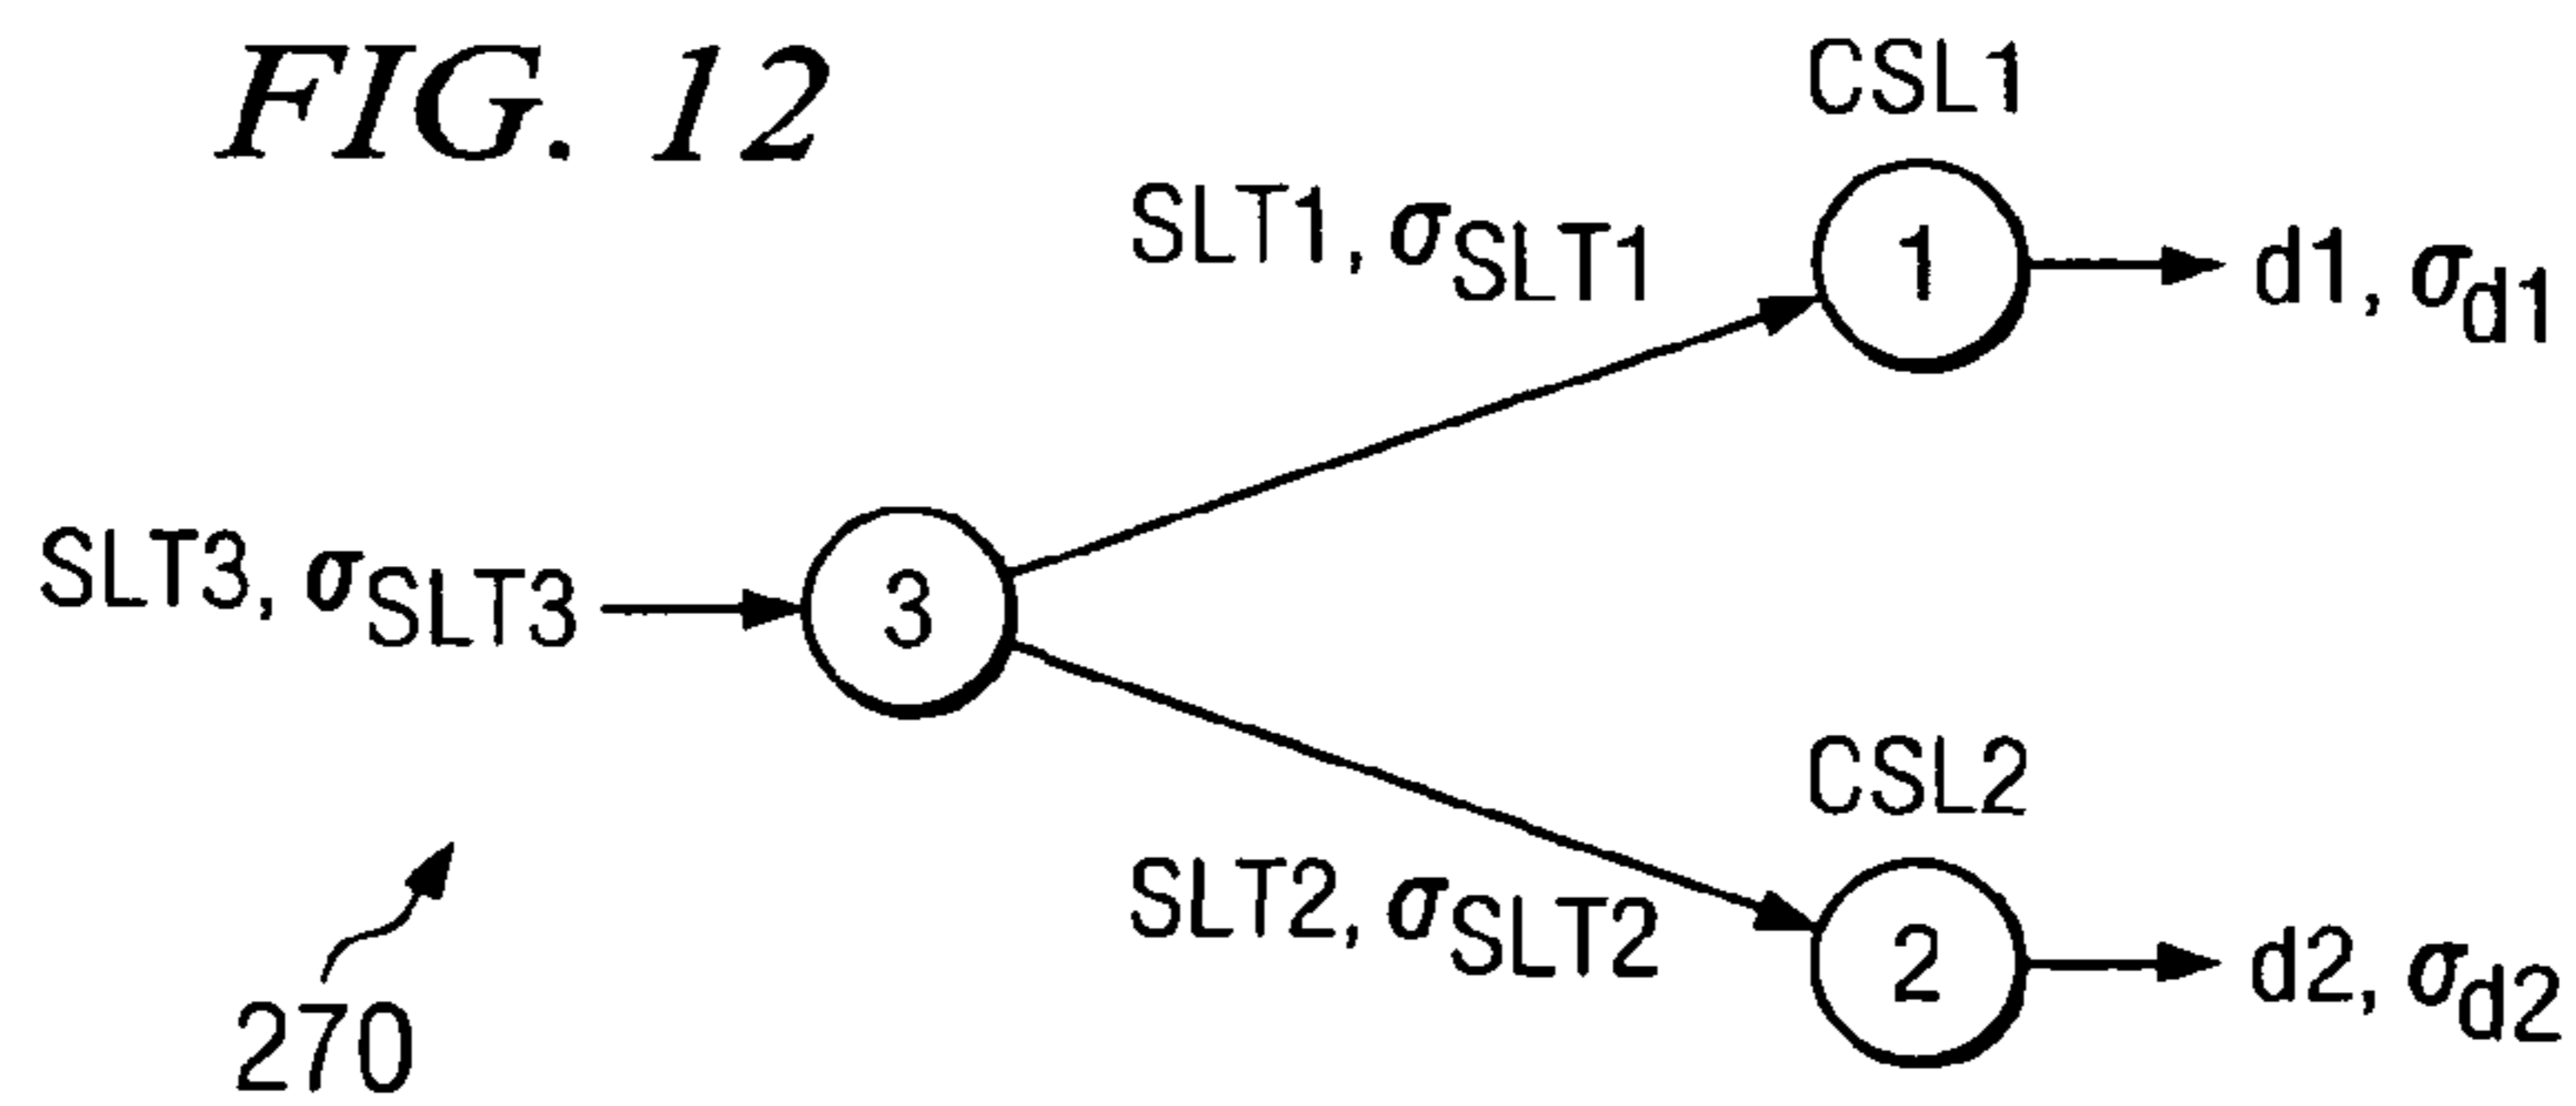 FIG. 12
CSL1
SLT1, σSLT1
1
d1, σd1
SLT3, σSLT3
3
CSL2
SLT2, σSLT2
2
d2, σd2
270